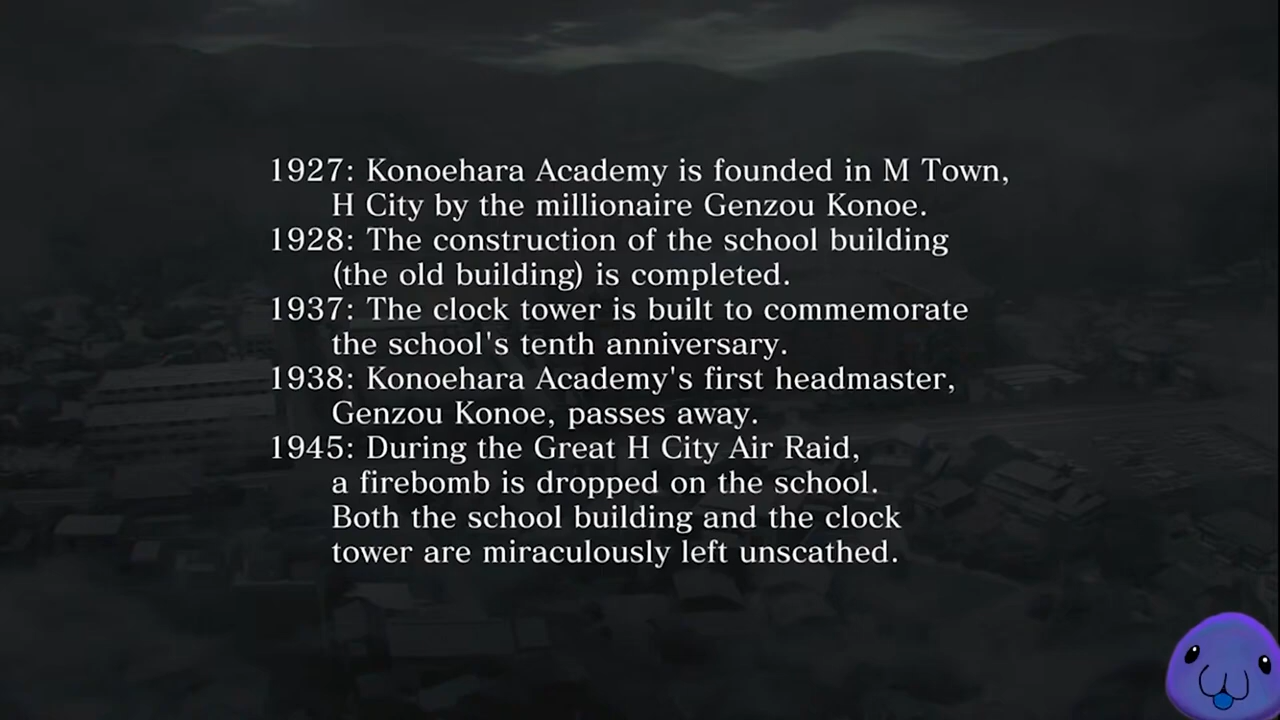 1927: Konoehara Academy is founded in M Town,
H City by the millionaire Genzou Konoe.
1928: The construction of the school building
(the old building) is completed.
1937: The clock tower is built to commemorate
the school's tenth anniversary.
1938: Konoehara Academy's first headmaster,
Genzou Konoe, passes away.
1945: During the Great H City Air Raid,
a firebomb is dropped on the school.
Both the school building and the clock
tower are miraculously left unscathed.